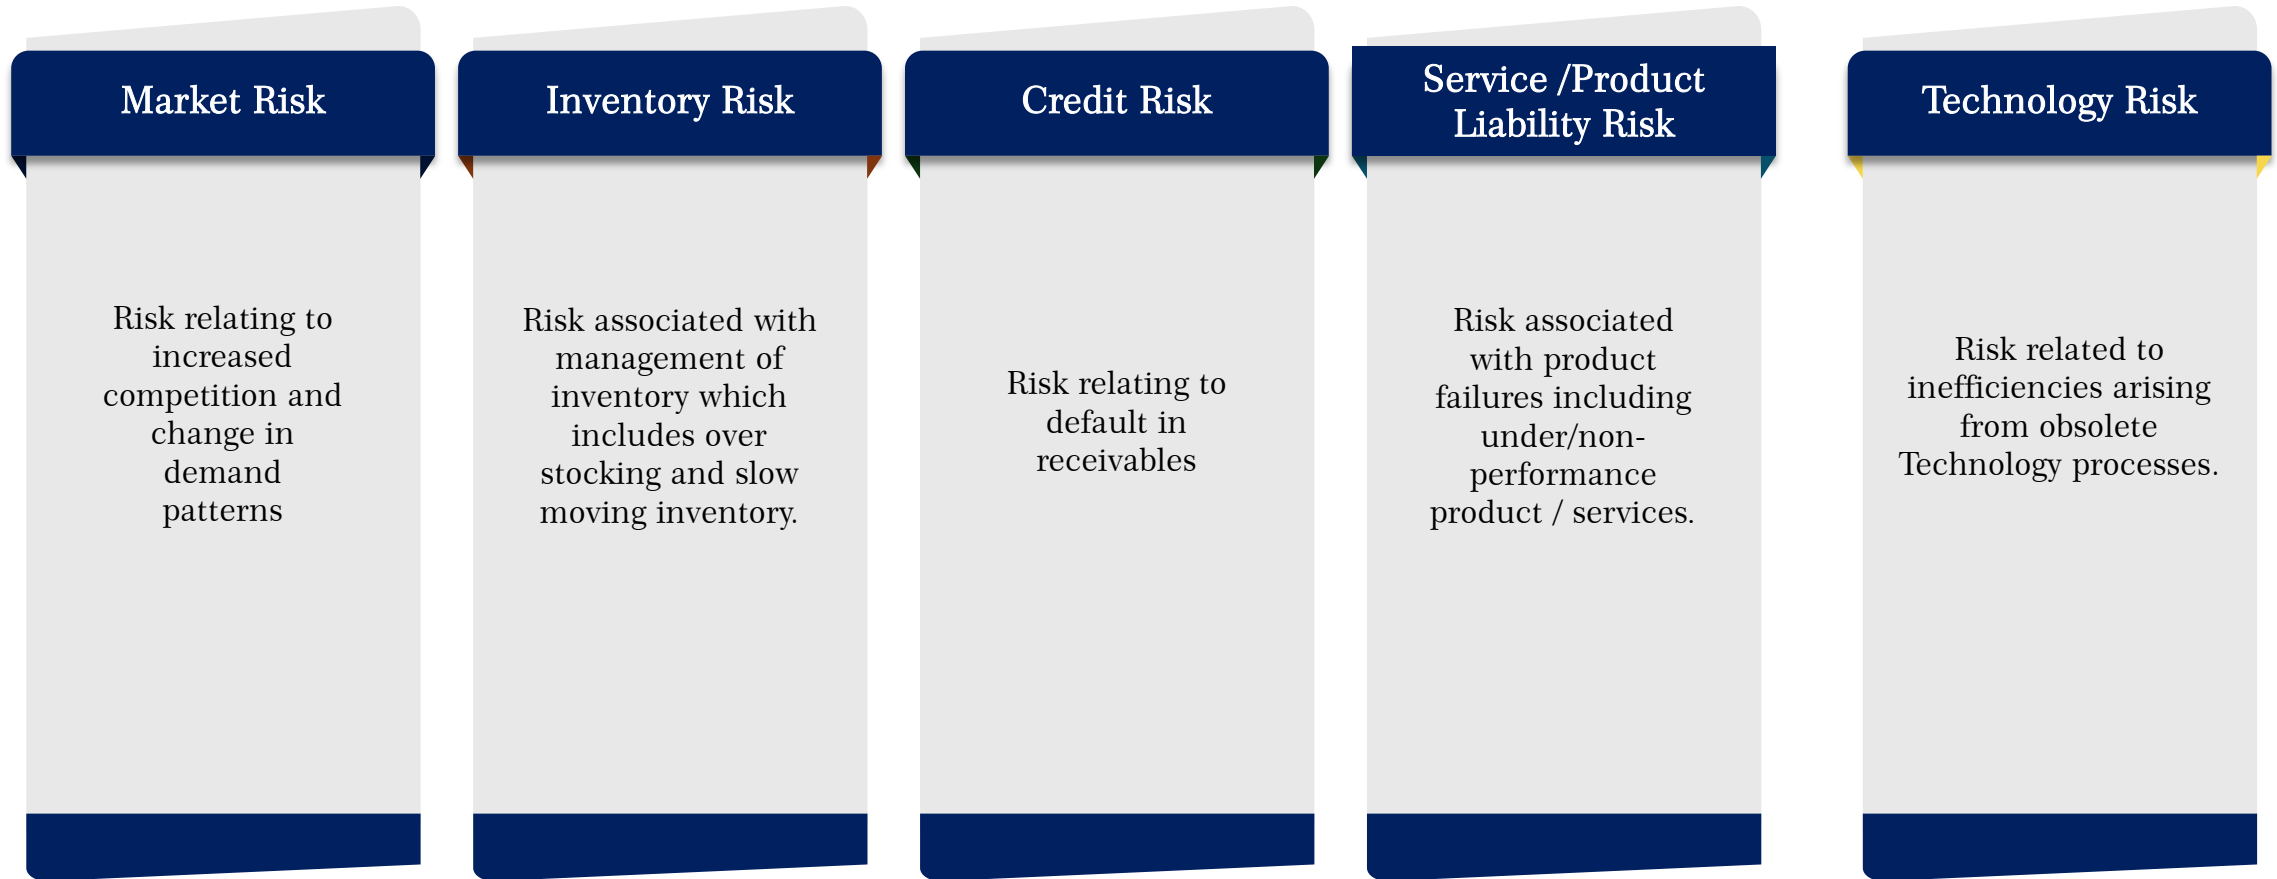 Market Risk
Risk relating to
increased
competition and
change in
demand
patterns
Inventory Risk
Risk associated with
management of
inventory which
includes over
stocking and slow
moving inventory.
Credit Risk
Risk relating to
default in
receivables
Service /Product
Liability Risk
Risk associated
with product
failures including
under/non-
performance
product / services.
Technology Risk
Risk related to
inefficiencies arising
from obsolete
Technology processes.